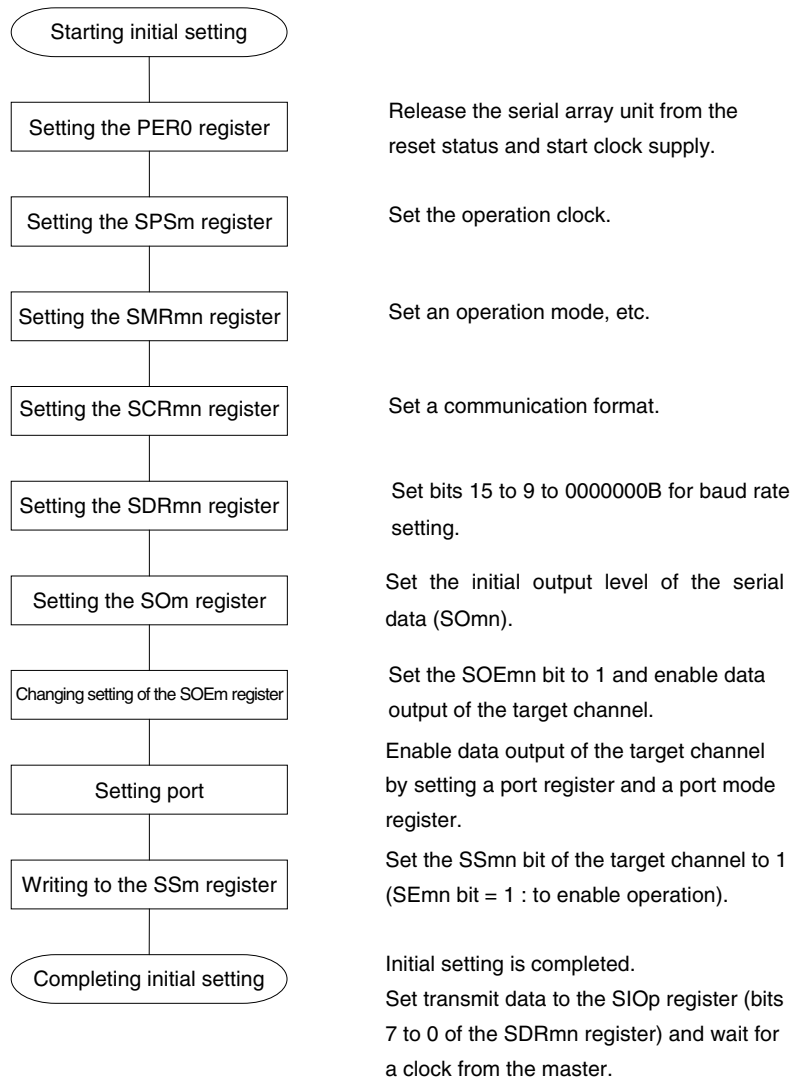 Starting initial setting
Setting the PER0 register
Release the serial array unit from the
reset status and start clock supply.
Setting the SPSm register
Set the operation clock.
Setting the SMRmn register
Set an operation mode, etc.
Setting the SCRmn register
Set a communication format.
Setting the SDRmn register
Set bits 15 to 9 to 0000000B for baud rate
setting.
Setting the SOm register
Set the initial output level of the serial
data (SOmn).
Changing setting of the SOEm register
Set the SOEmn bit to 1 and enable data
output of the target channel.
Setting port
Enable data output of the target channel
by setting a port register and a port mode
register.
Writing to the SSm register
Set the SSmn bit of the target channel to 1
(SEmn bit = 1 : to enable operation).
Completing initial setting
Initial setting is completed.
Set transmit data to the SIOp register (bits
7 to 0 of the SDRmn register) and wait for
a clock from the master.